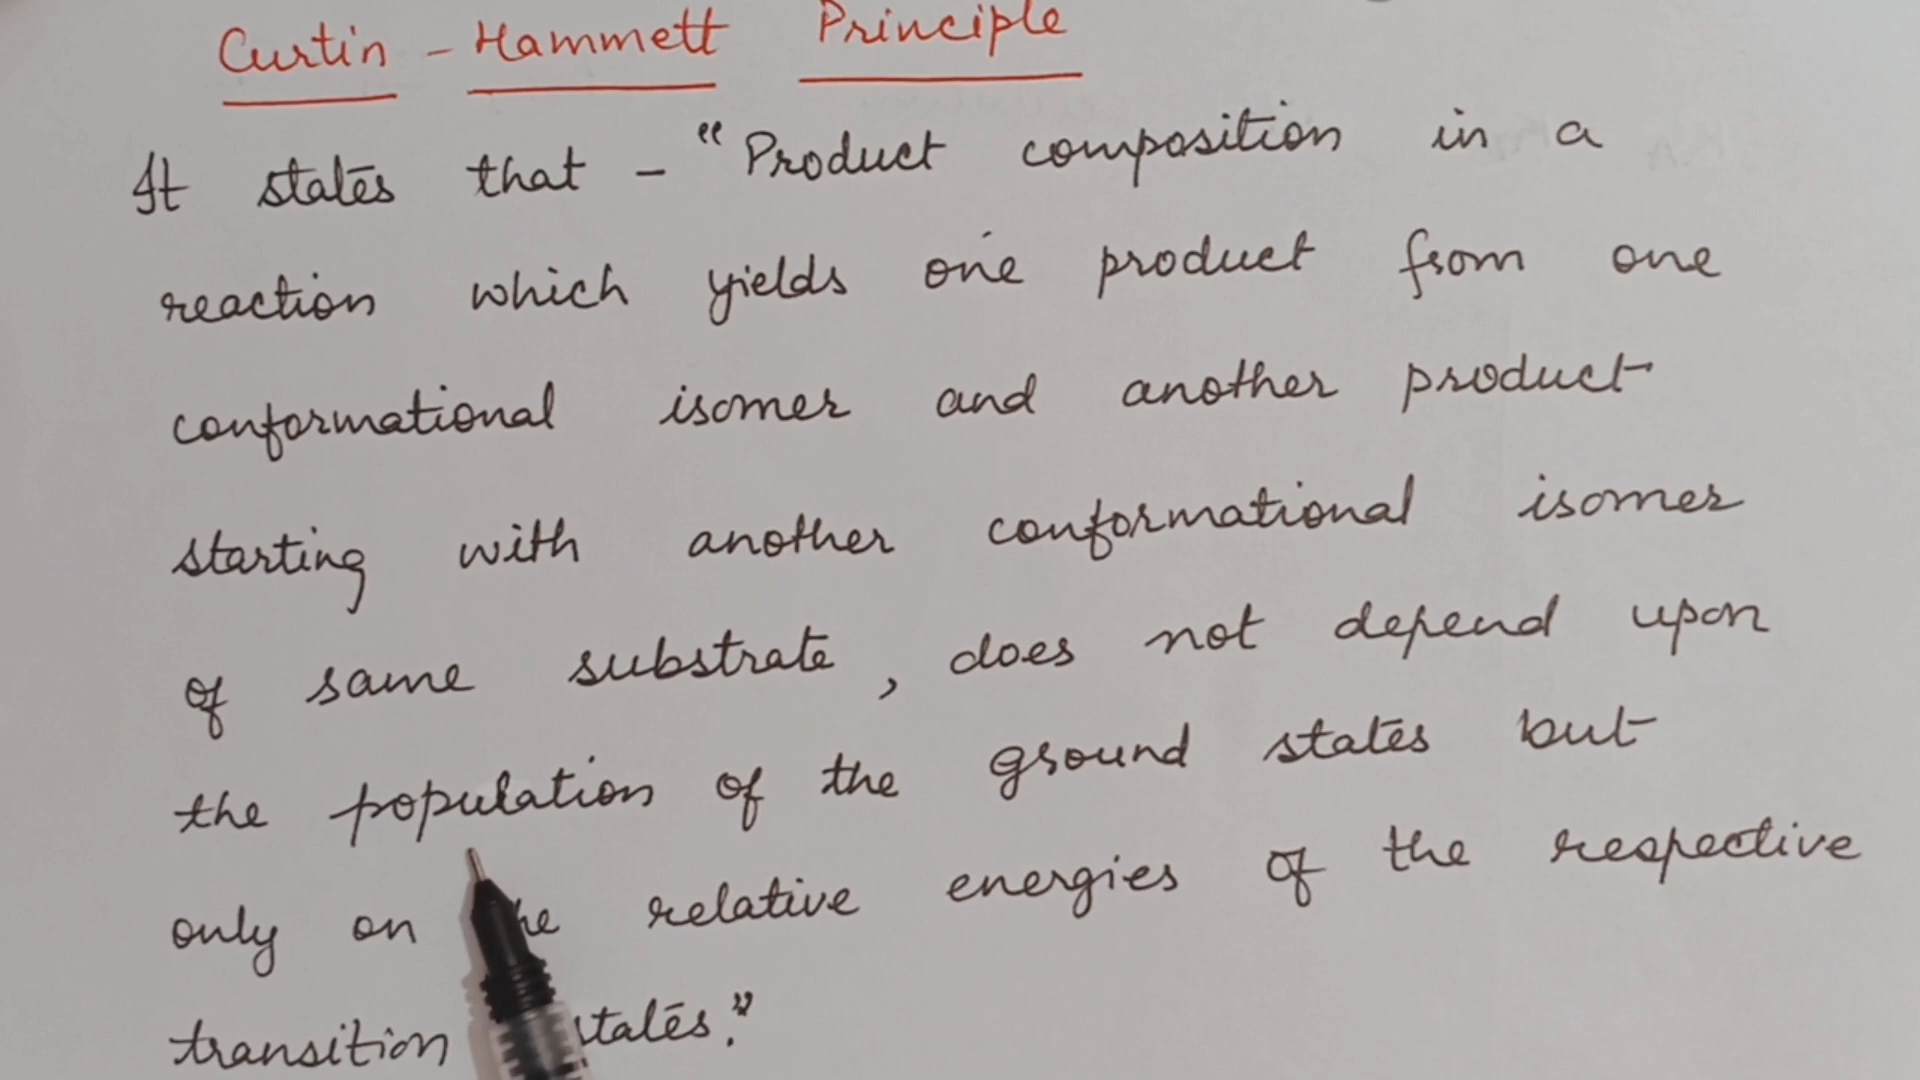 Curtin - Hammett Principle
It states that - "Product composition in a
reaction which yields one product from one
conformational isomer and another product
starting with another conformational isomer
of same substrate, does not depend upon
the population of the ground states but
only on he relative energies of the respective
transition states."